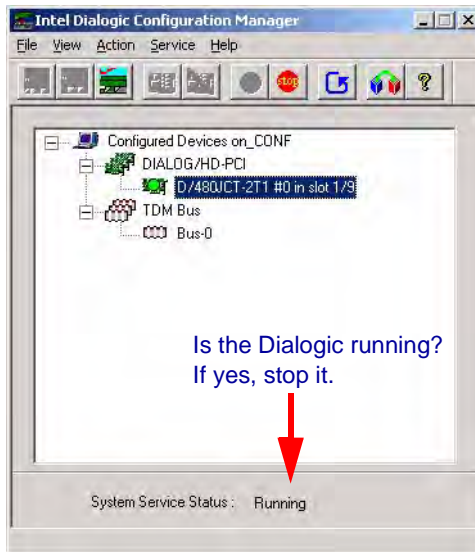 Intel Dialogic Configuration Manager
File View Action Service Help
stop
?
Configured Devices on_CONF
DIALOG/HD-PCI
D/480JCT-2T1 #0 in slot 1/9
TDM Bus
Bus-0
Is the Dialogic running?
If yes, stop it.
System Service Status : Running